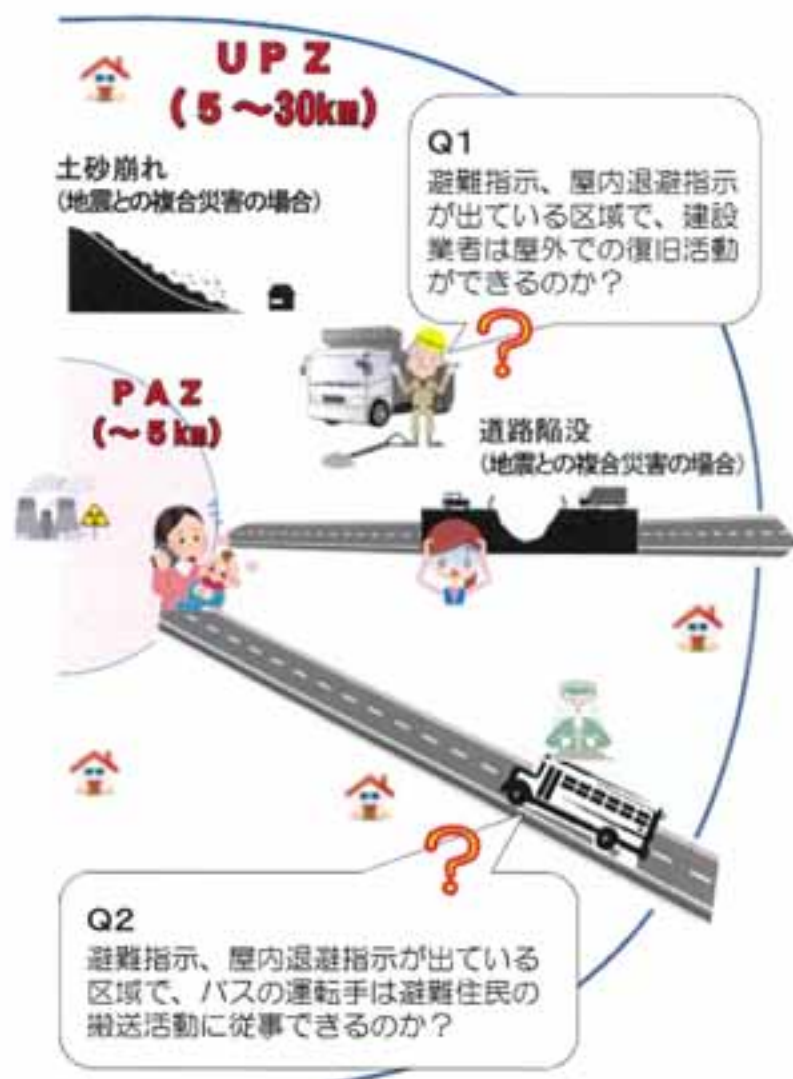 UPZ
(5～30km)
土砂崩れ
(地震との複合災害の場合)
Q1
避難指示、屋内退避指示
が出ている区域で、建設
業者は屋外での復旧活動
ができるのか？
?
PAZ
(～5km)
道路陥没
(地震との複合災害の場合)
?
Q2
避難指示、屋内退避指示が出ている
区域で、バスの運転手は避難住民の
搬送活動に従事できるのか？